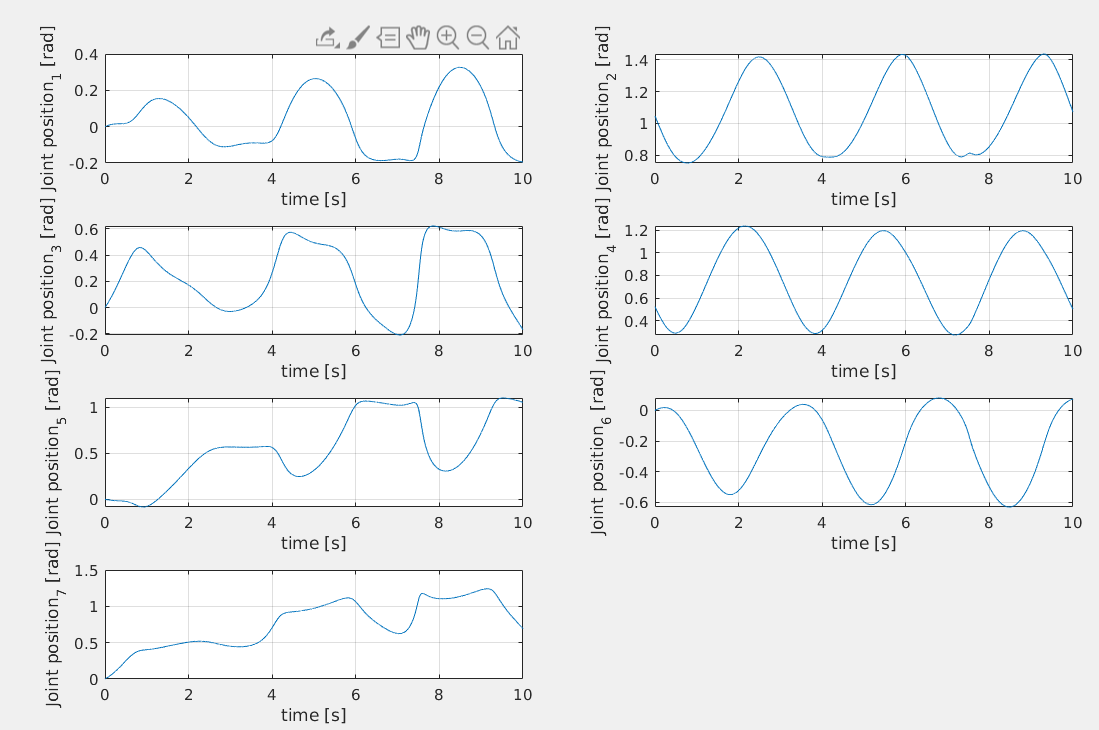 Joint position1 [rad]
0.4
0.2
0
-0.2
0 2 4 6 8 10
time [s]
Joint position2 [rad]
1.4
1.2
1
0.8
0 2 4 6 8 10
time [s]
Joint position3 [rad]
0.6
0.4
0.2
0
-0.2
0 2 4 6 8 10
time [s]
Joint position4 [rad]
1.2
1
0.8
0.6
0.4
0 2 4 6 8 10
time [s]
Joint position5 [rad]
1
0.5
0
0 2 4 6 8 10
time [s]
Joint position6 [rad]
0
-0.2
-0.4
-0.6
0 2 4 6 8 10
time [s]
Joint position7 [rad]
1.5
1
0.5
0
0 2 4 6 8 10
time [s]